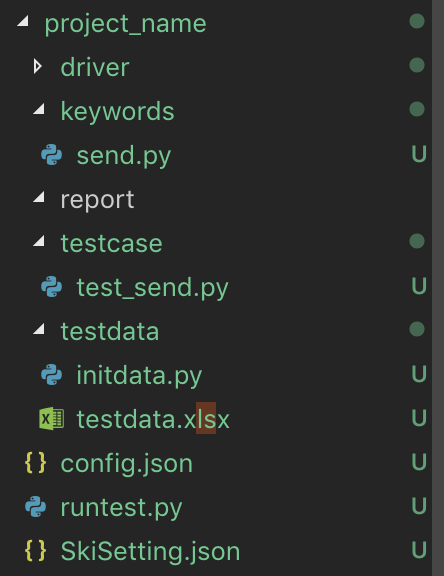 project_name
driver
keywords
send.py U
report
testcase
test_send.py U
testdata
initdata.py U
testdata.xlsx U
{} config.json U
runtest.py U
{} SkiSetting.json U